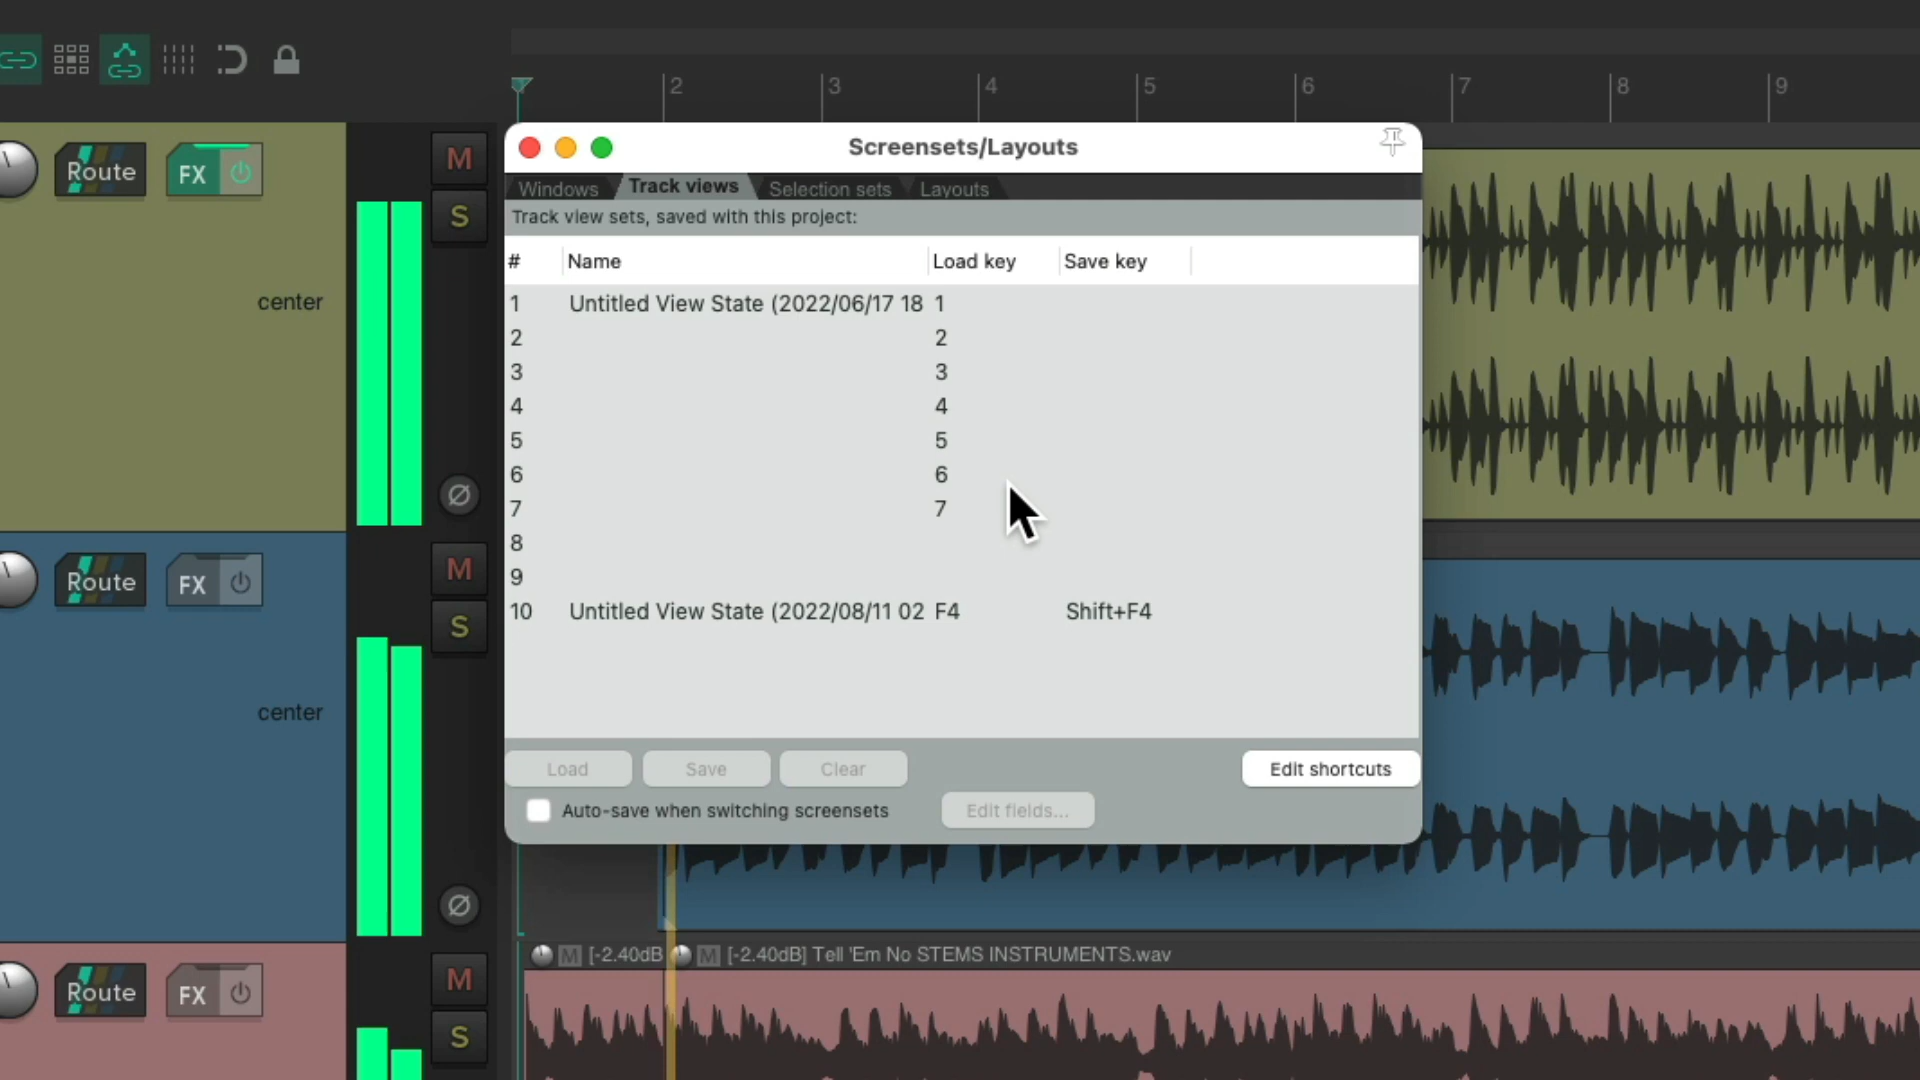 2 3 4 5 6 7 8 9
Screensets/Layouts
Windows Track views Selection sets Layouts
Track view sets, saved with this project:
# Name Load key Save key
1 Untitled View State (2022/06/17 18 1
2 2
3 3
4 4
5 5
6 6
7 7
8
9
10 Untitled View State (2022/08/11 02 F4 Shift+F4
Load Save Clear Edit shortcuts
Auto-save when switching screensets Edit fields...
Route FX M
S
center
Route FX M
S
center
[-2.40dB M [-2.40dB] Tell 'Em No STEMS INSTRUMENTS.wav
Route FX M
S